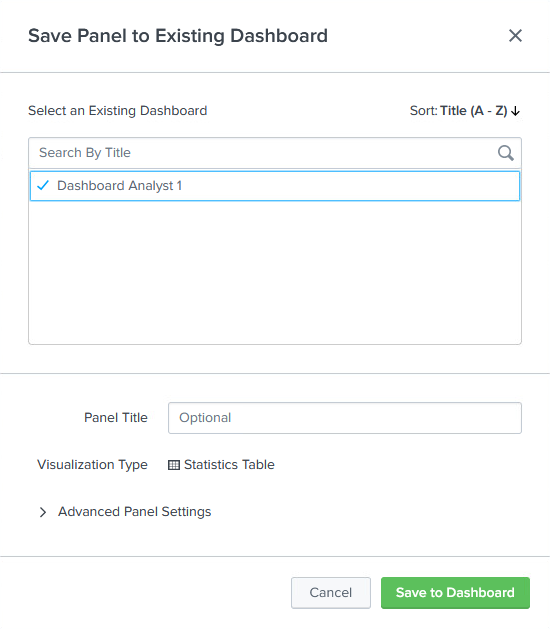 Save Panel to Existing Dashboard
Select an Existing Dashboard
Sort: Title (A - Z)
Search By Title
Dashboard Analyst 1
Panel Title
Optional
Visualization Type
Statistics Table
Advanced Panel Settings
Cancel
Save to Dashboard